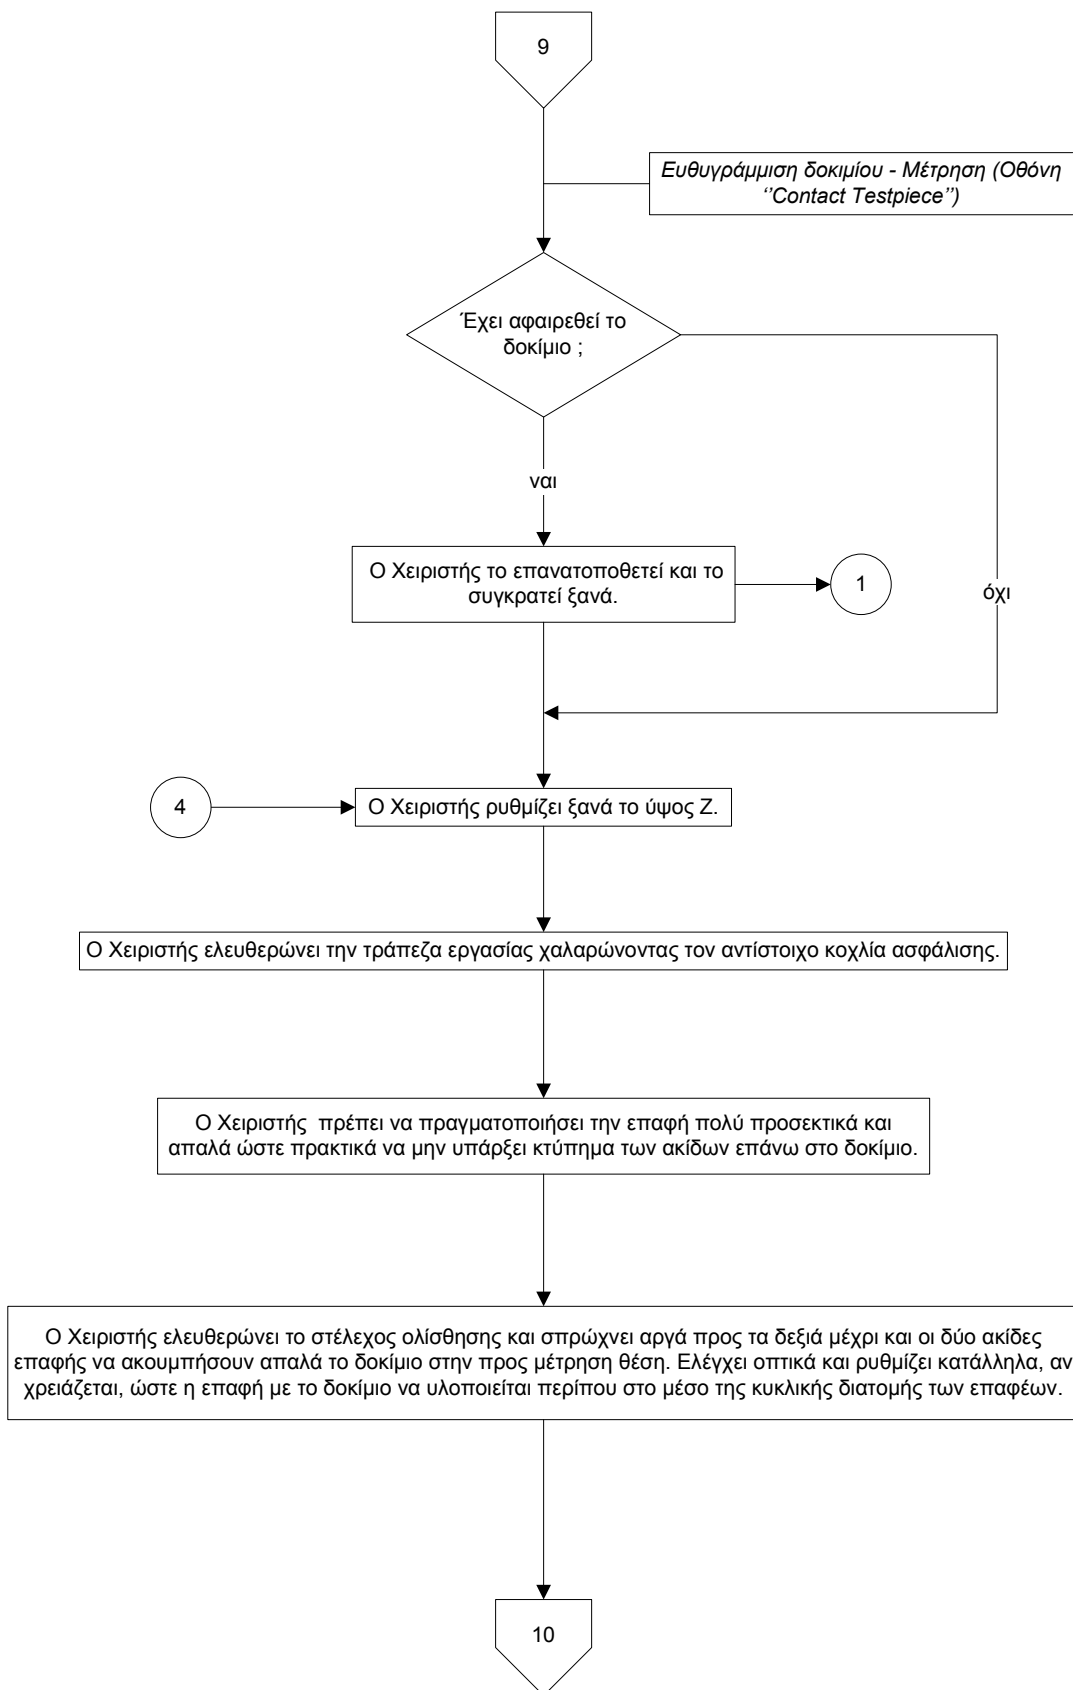 9
Ευθυγράμμιση δοκιμίου - Μέτρηση (Οθόνη
‘’Contact Testpiece’’)
Έχει αφαιρεθεί το
δοκίμιο ;
ναι
Ο Χειριστής το επανατοποθετεί και το
συγκρατεί ξανά.
1
όχι
4
Ο Χειριστής ρυθμίζει ξανά το ύψος Ζ.
Ο Χειριστής ελευθερώνει την τράπεζα εργασίας χαλαρώνοντας τον αντίστοιχο κοχλία ασφάλισης.
Ο Χειριστής πρέπει να πραγματοποιήσει την επαφή πολύ προσεκτικά και
απαλά ώστε πρακτικά να μην υπάρξει κτύπημα των ακίδων επάνω στο δοκίμιο.
Ο Χειριστής ελευθερώνει το στέλεχος ολίσθησης και σπρώχνει αργά προς τα δεξιά μέχρι και οι δύο ακίδες
επαφής να ακουμπήσουν απαλά το δοκίμιο στην προς μέτρηση θέση. Ελέγχει οπτικά και ρυθμίζει κατάλληλα, αν
χρειάζεται, ώστε η επαφή με το δοκίμιο να υλοποιείται περίπου στο μέσο της κυκλικής διατομής των επαφέων.
10